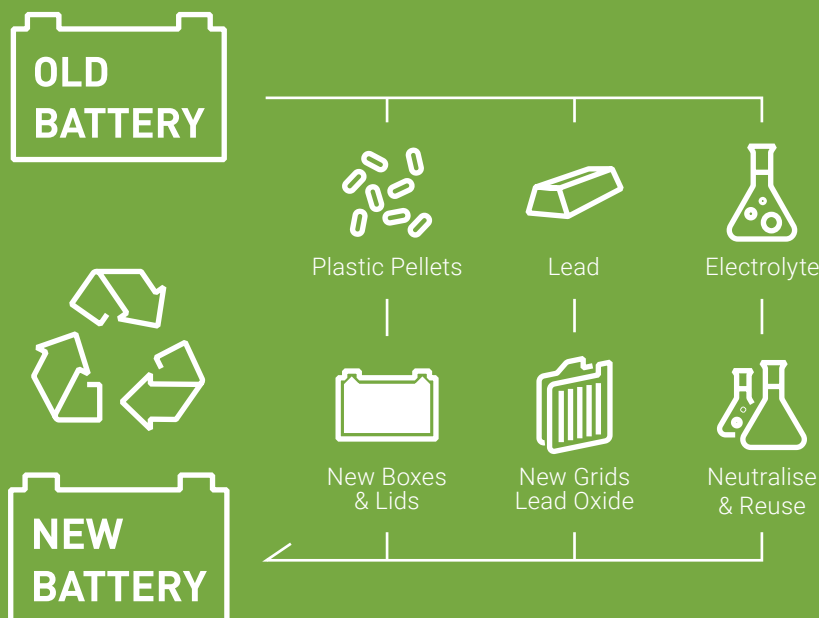 OLD
BATTERY
Plastic Pellets
Lead
Electrolyte
New Boxes
& Lids
New Grids
Lead Oxide
Neutralise
& Reuse
NEW
BATTERY